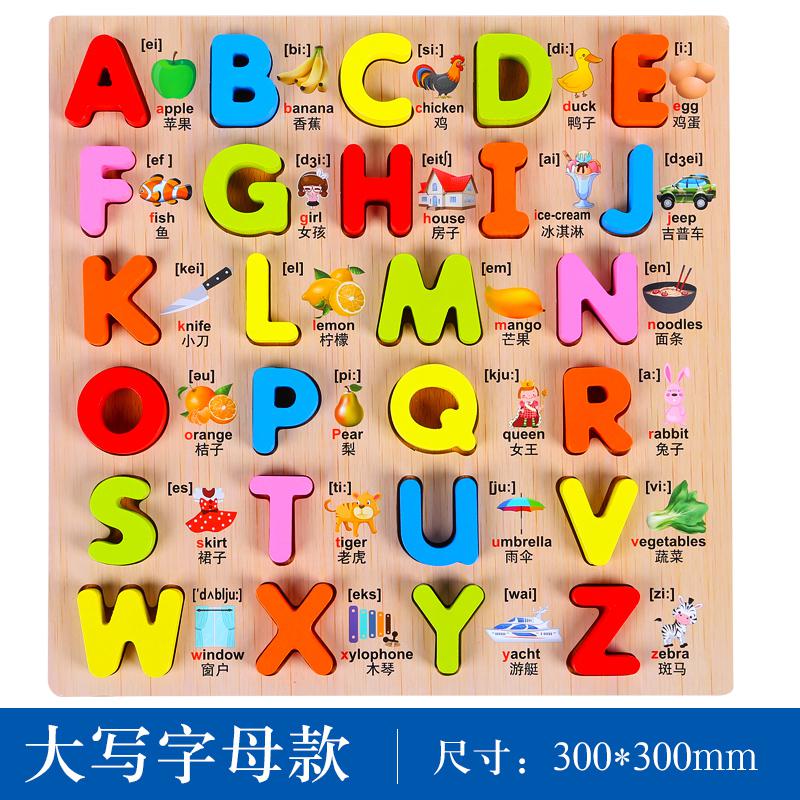 A [ei] B [bi:] C [si:] D [di:] E [i:]
apple banana chicken duck egg
苹果 香蕉 鸡 鸭子 鸡蛋
F [ef ] G [dʒi:] H [eitʃ] I [ai] J [dʒei]
fish girl house ice-cream jeep
鱼 女孩 房子 冰淇淋 吉普车
K [kei] L [el] M [em] N [en]
knife lemon mango noodles
小刀 柠檬 芒果 面条
O [əu] P [pi:] Q [kju:] R [a:]
orange Pear queen rabbit
桔子 梨 女王 兔子
S [es] T [ti:] U [ju:] V [vi:]
skirt tiger umbrella vegetables
裙子 老虎 雨伞 蔬菜
W ['dʌblju:] X [eks] Y [wai] Z [zi:]
window xylophone yacht zebra
窗户 木琴 游艇 斑马
大写字母款 尺寸：300*300mm